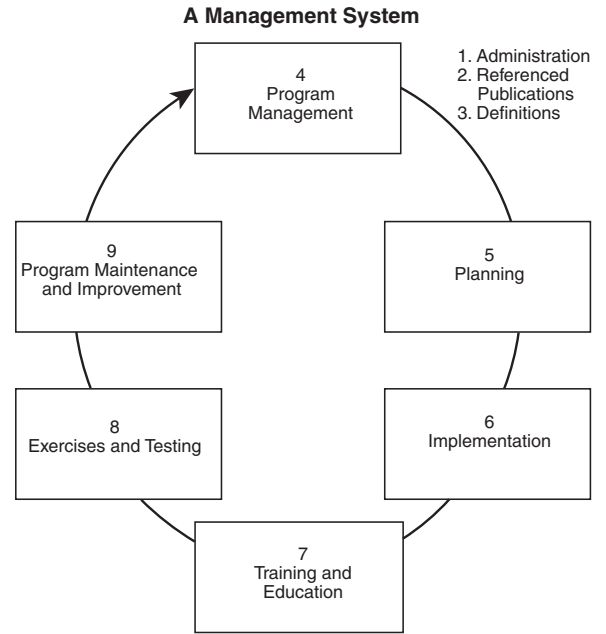 A Management System
4
Program
Management
1. Administration
2. Referenced
Publications
3. Definitions
9
Program Maintenance
and Improvement
5
Planning
8
Exercises and Testing
6
Implementation
7
Training and
Education